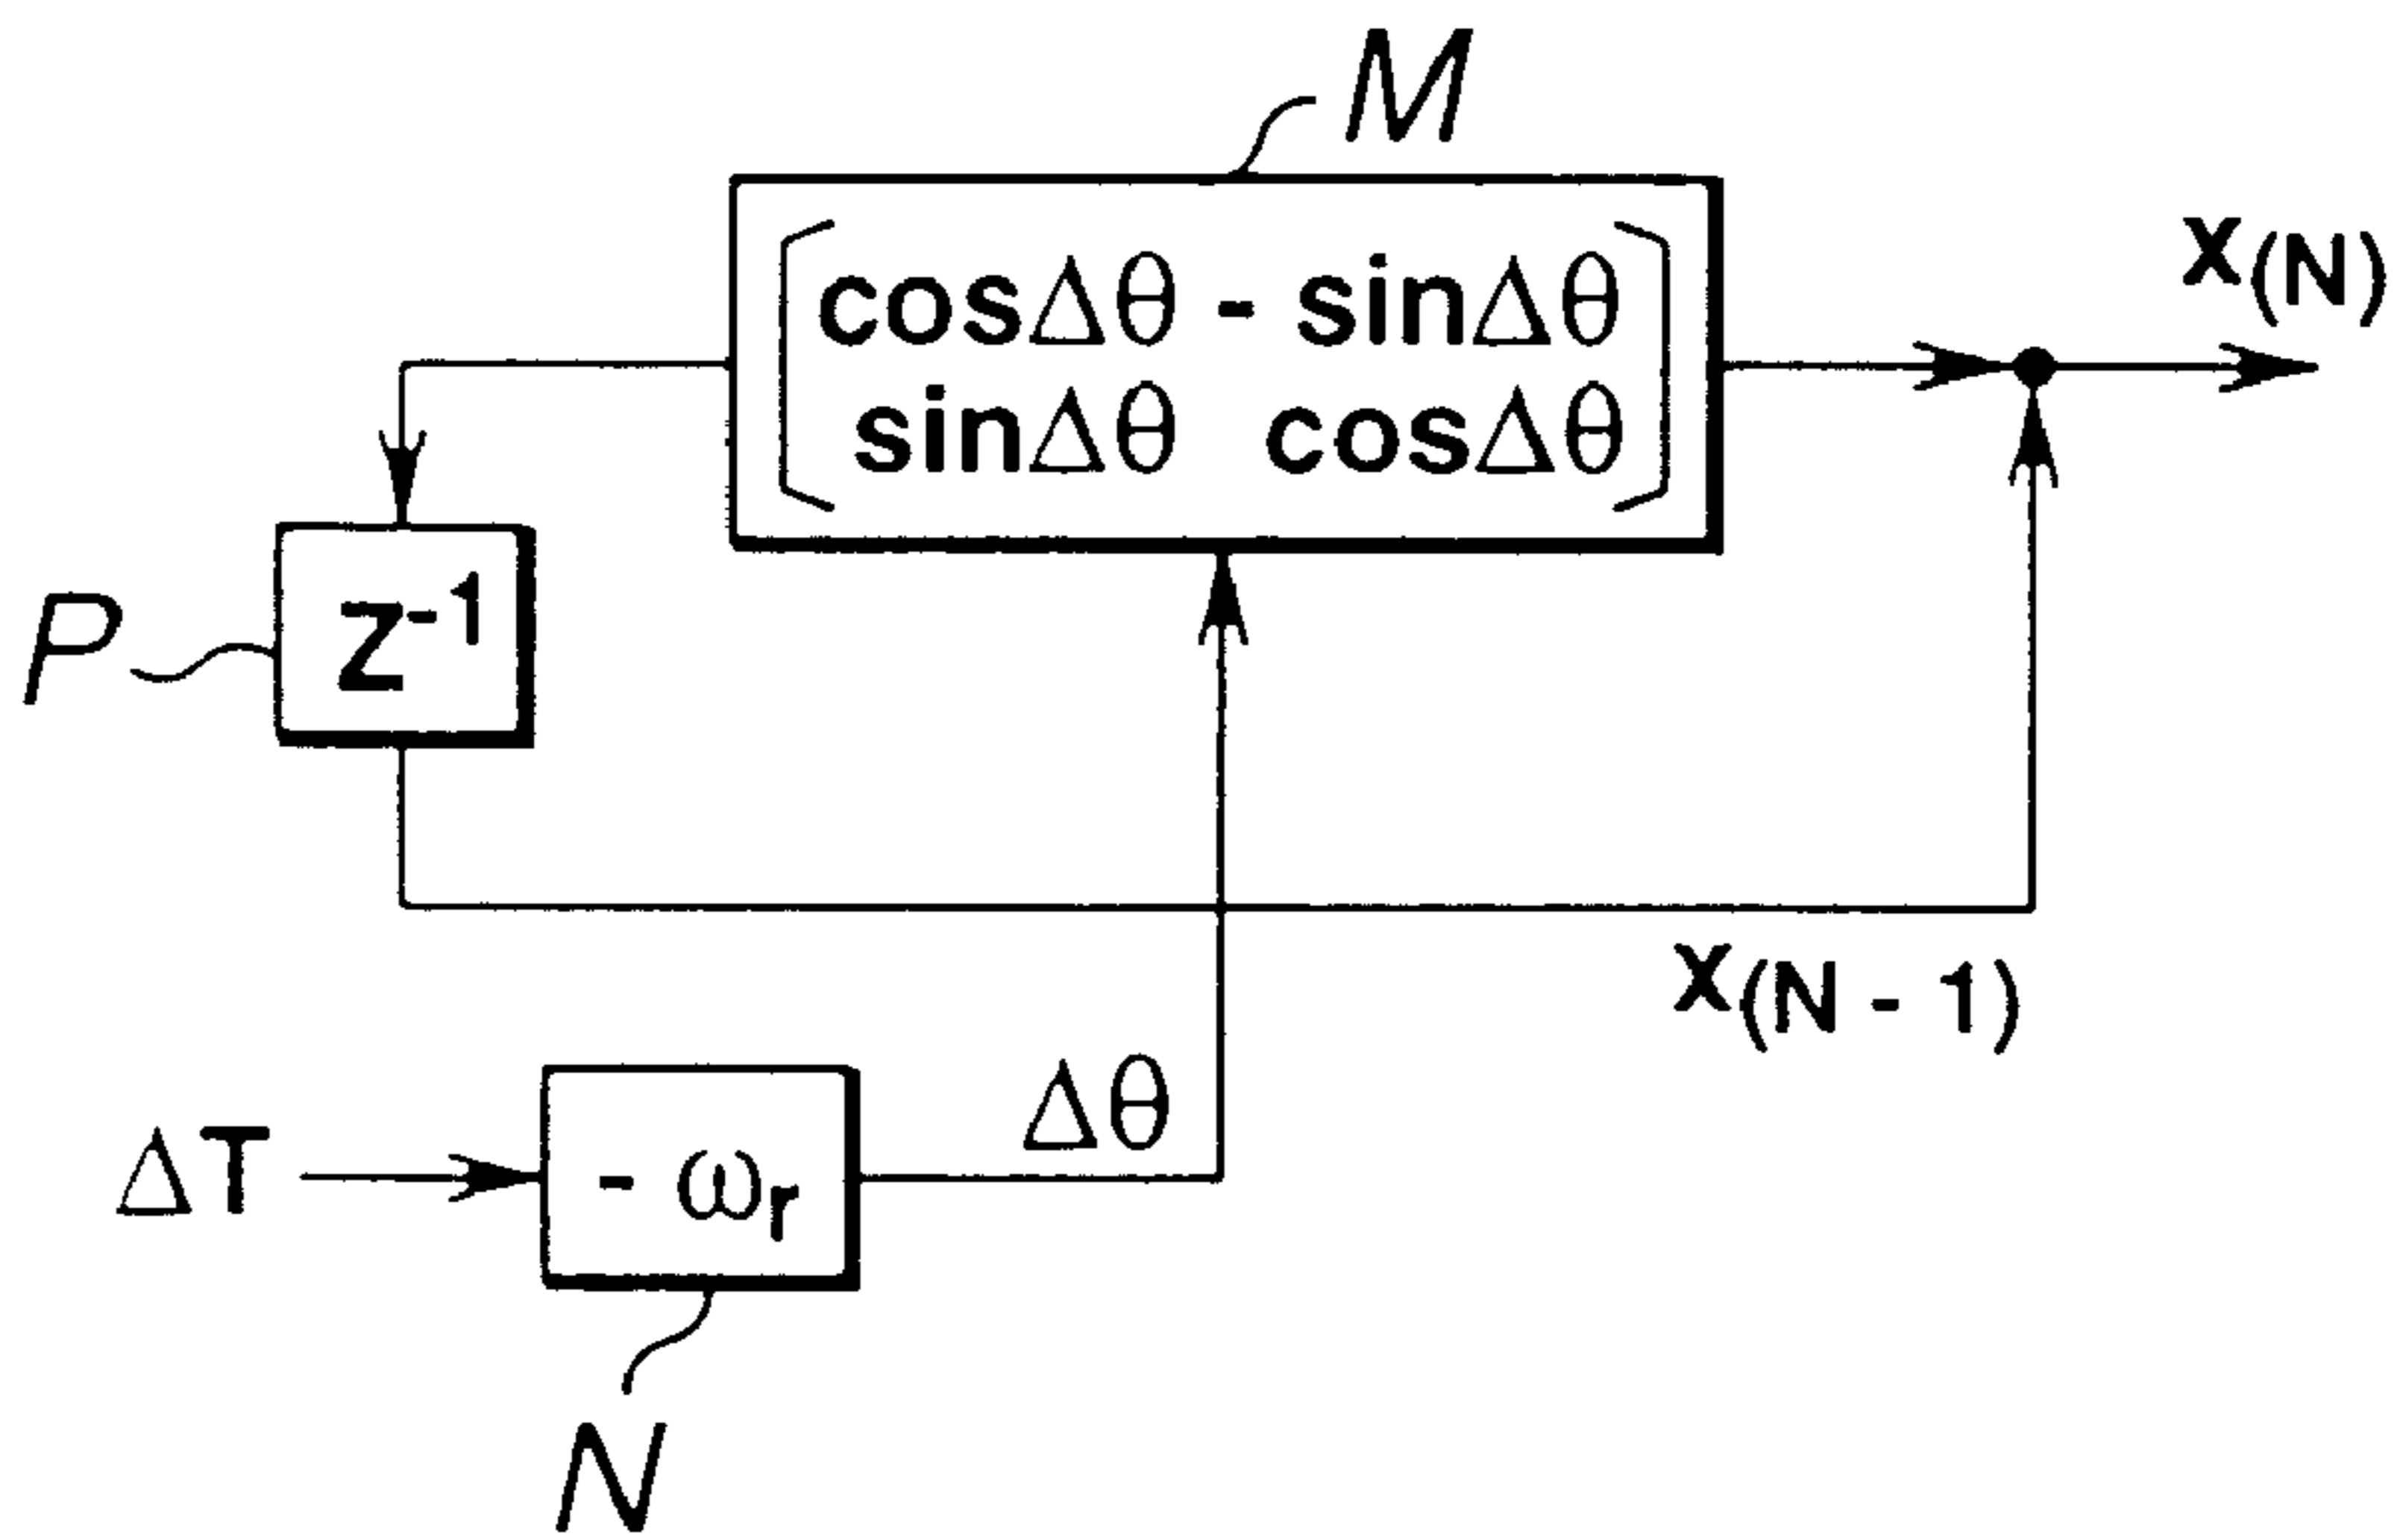 M
cosΔθ - sinΔθ
sinΔθ cosΔθ
X(N)
P
Z-1
X(N - 1)
Δθ
ΔT
- ωr
N